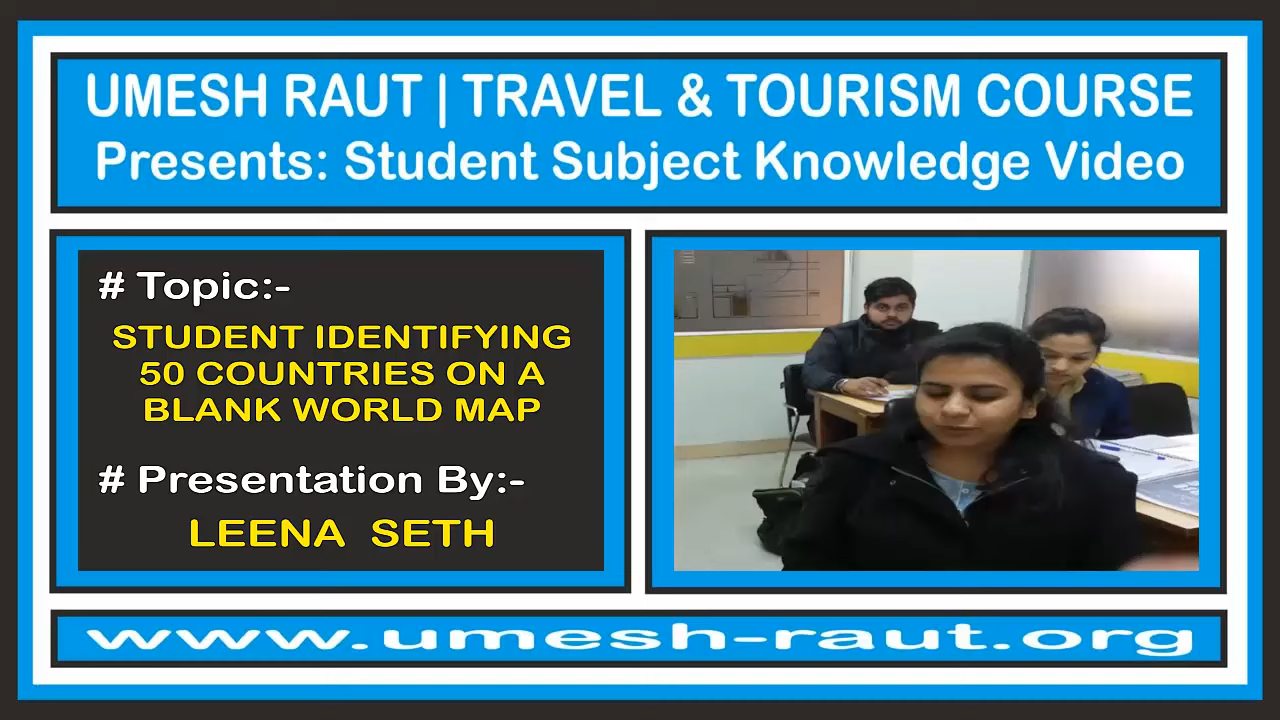 UMESH RAUT | TRAVEL & TOURISM COURSE
Presents: Student Subject Knowledge Video
# Topic:-
STUDENT IDENTIFYING
50 COUNTRIES ON A
BLANK WORLD MAP
# Presentation By:-
LEENA SETH
www.umesh-raut.org